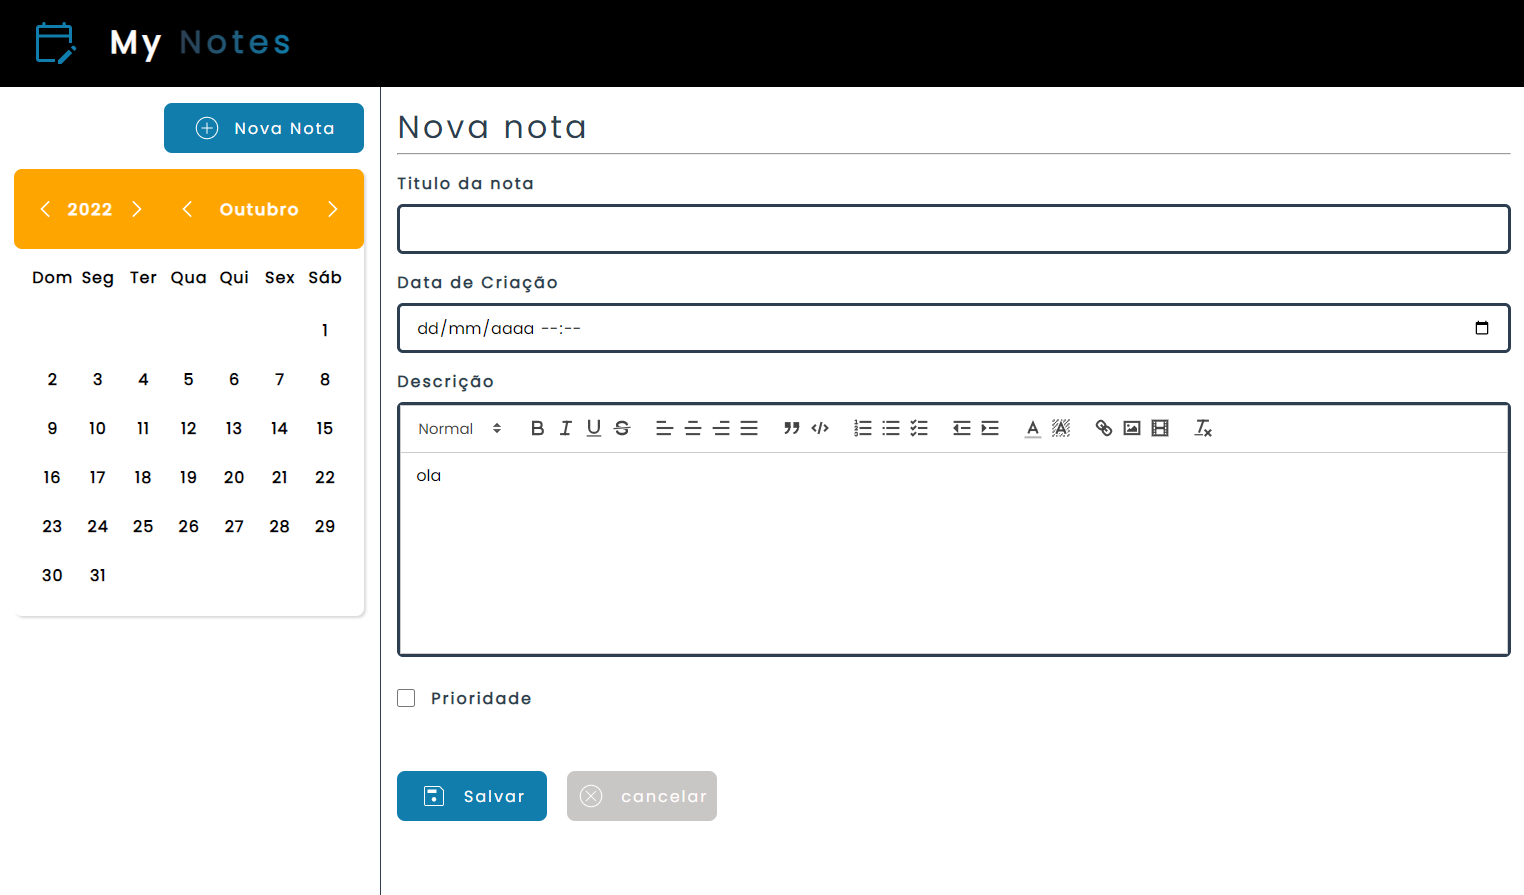 My Notes
Nova Nota
2022 Outubro
Dom Seg Ter Qua Qui Sex Sáb
1
2 3 4 5 6 7 8
9 10 11 12 13 14 15
16 17 18 19 20 21 22
23 24 25 26 27 28 29
30 31
Nova nota
Titulo da nota
Data de Criação
dd/mm/aaaa --:--
Descrição
Normal
ola
Prioridade
Salvar
cancelar